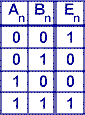 An Bn En
0 0 1
0 1 0
1 0 0
1 1 1